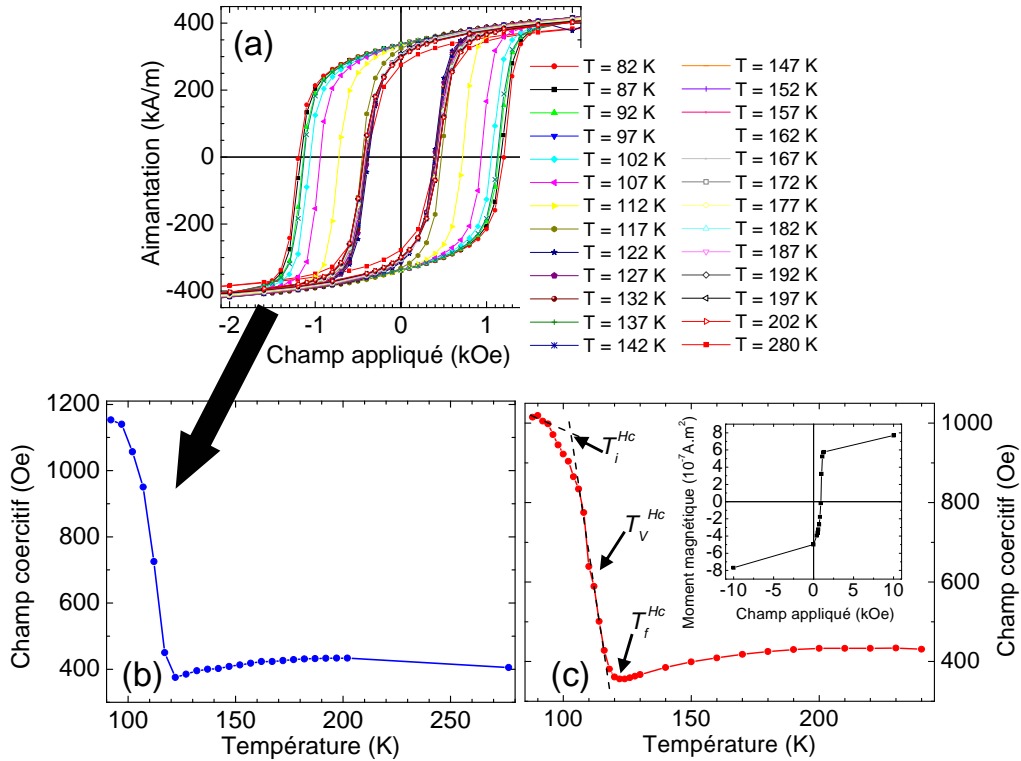 (a)
Aimantation (kA/m)
400
200
0
-200
-400
-2 -1 0 1
Champ appliqué (kOe)
T = 82 K
T = 87 K
T = 92 K
T = 97 K
T = 102 K
T = 107 K
T = 112 K
T = 117 K
T = 122 K
T = 127 K
T = 132 K
T = 137 K
T = 142 K
T = 147 K
T = 152 K
T = 157 K
T = 162 K
T = 167 K
T = 172 K
T = 177 K
T = 182 K
T = 187 K
T = 192 K
T = 197 K
T = 202 K
T = 280 K
(b)
Champ coercitif (Oe)
1200
1000
800
600
400
100 150 200 250
Température (K)
(c)
T_i^{Hc}
T_V^{Hc}
T_f^{Hc}
Moment magnétique (10⁻⁷A.m²)
8
6
4
2
0
-2
-4
-6
-8
-10 -5 0 5 10
Champ appliqué (kOe)
1000
800
600
400
Champ coercitif (Oe)
100 150 200
Température (K)